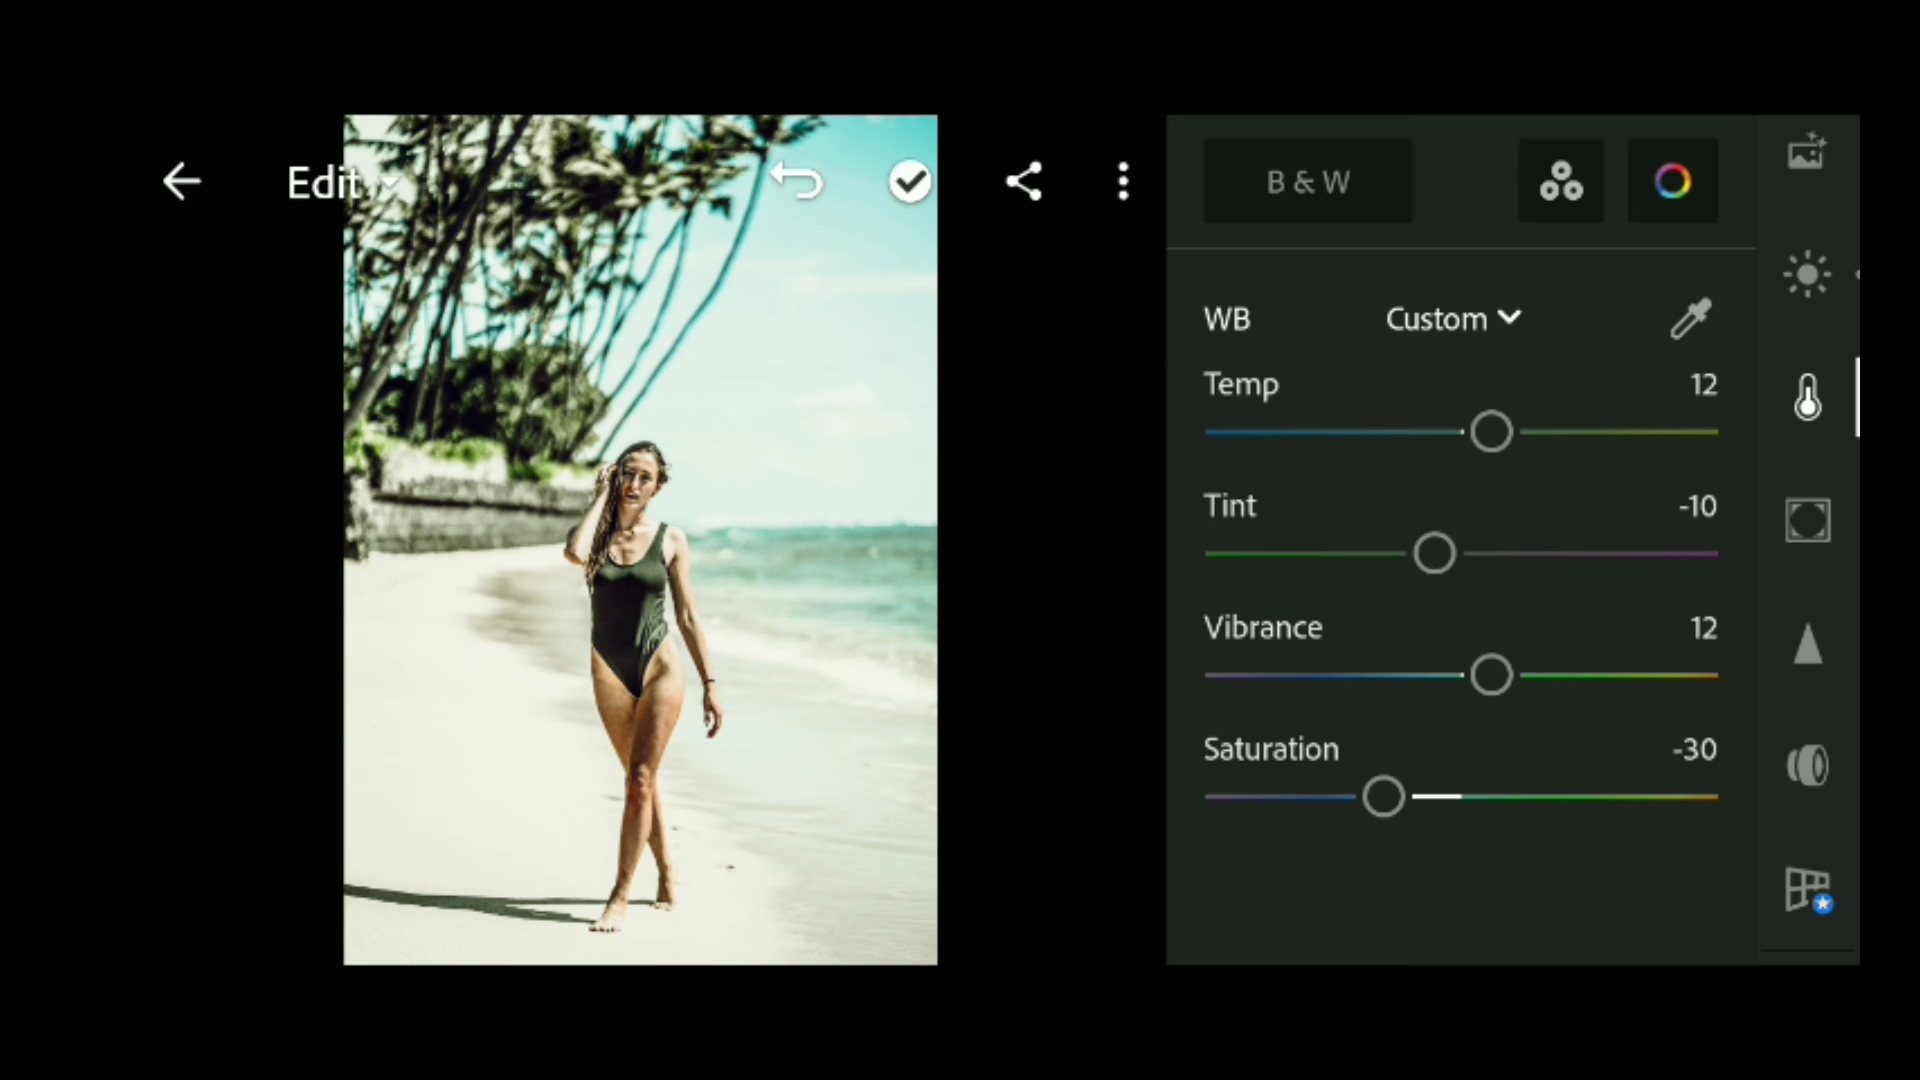 Edit
B & W
WB Custom
Temp 12
Tint -10
Vibrance 12
Saturation -30